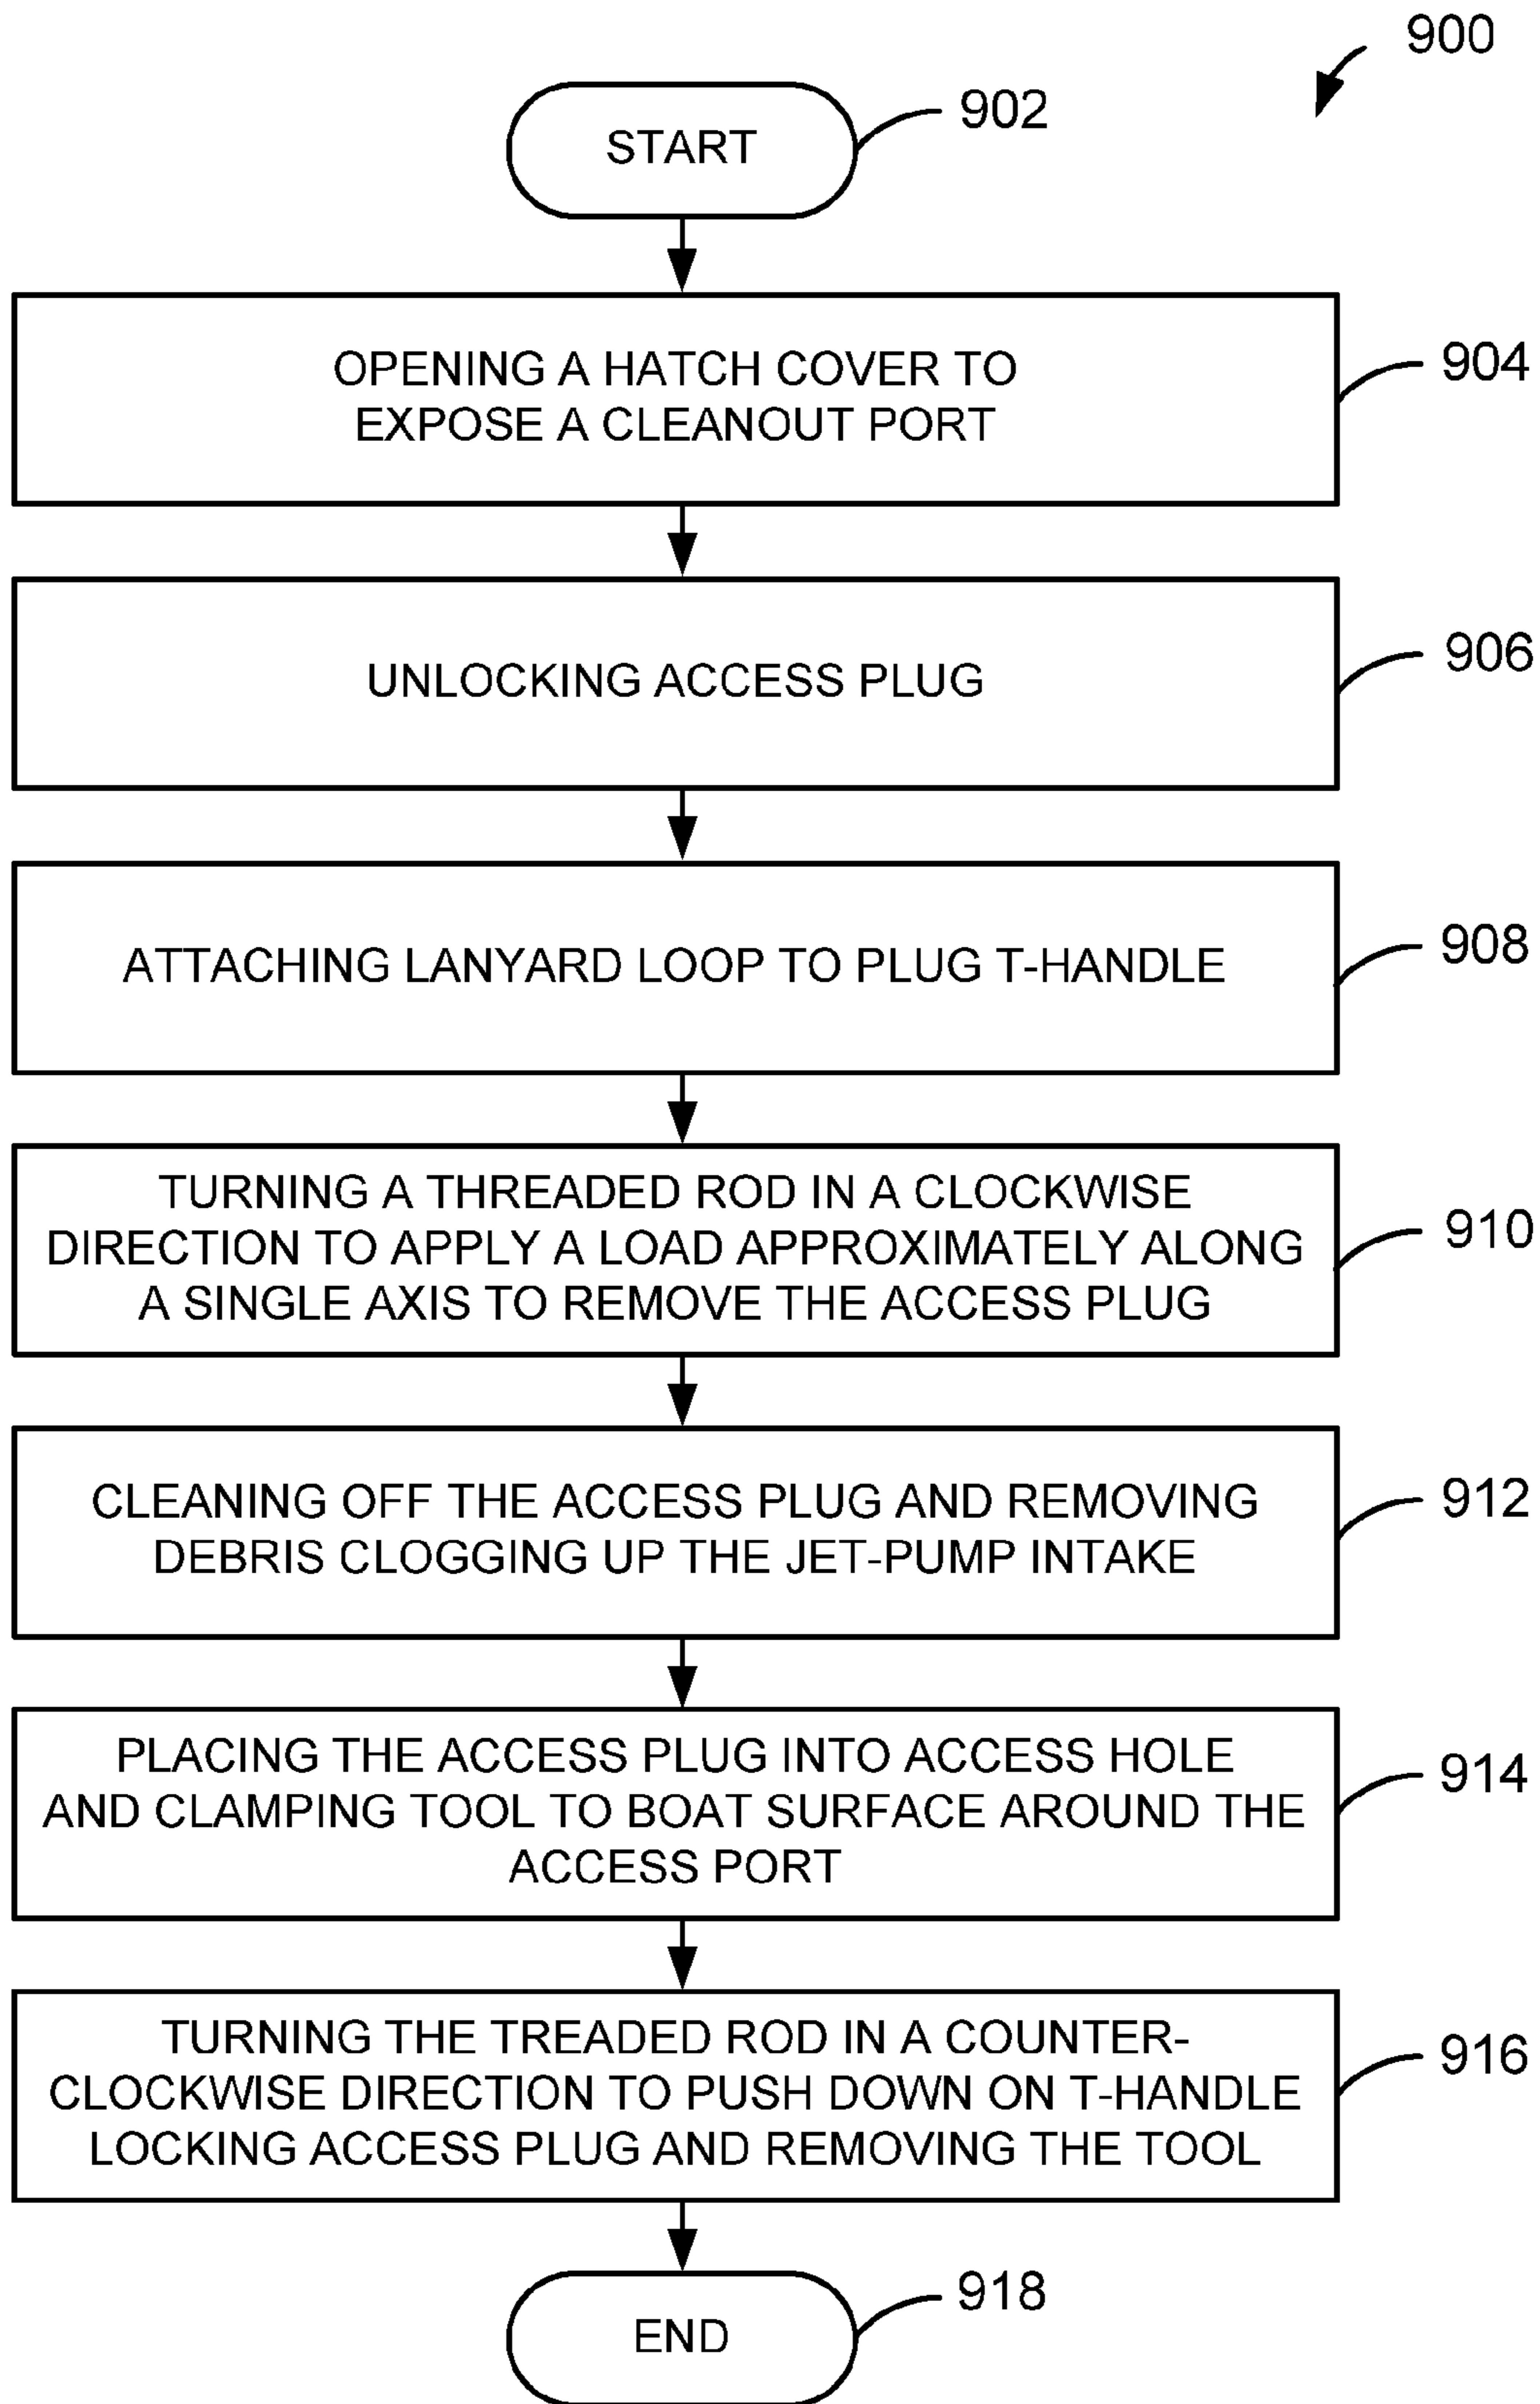 900
START
902
OPENING A HATCH COVER TO
EXPOSE A CLEANOUT PORT
904
UNLOCKING ACCESS PLUG
906
ATTACHING LANYARD LOOP TO PLUG T-HANDLE
908
TURNING A THREADED ROD IN A CLOCKWISE
DIRECTION TO APPLY A LOAD APPROXIMATELY ALONG
A SINGLE AXIS TO REMOVE THE ACCESS PLUG
910
CLEANING OFF THE ACCESS PLUG AND REMOVING
DEBRIS CLOGGING UP THE JET-PUMP INTAKE
912
PLACING THE ACCESS PLUG INTO ACCESS HOLE
AND CLAMPING TOOL TO BOAT SURFACE AROUND THE
ACCESS PORT
914
TURNING THE TREADED ROD IN A COUNTER-
CLOCKWISE DIRECTION TO PUSH DOWN ON T-HANDLE
LOCKING ACCESS PLUG AND REMOVING THE TOOL
916
END
918